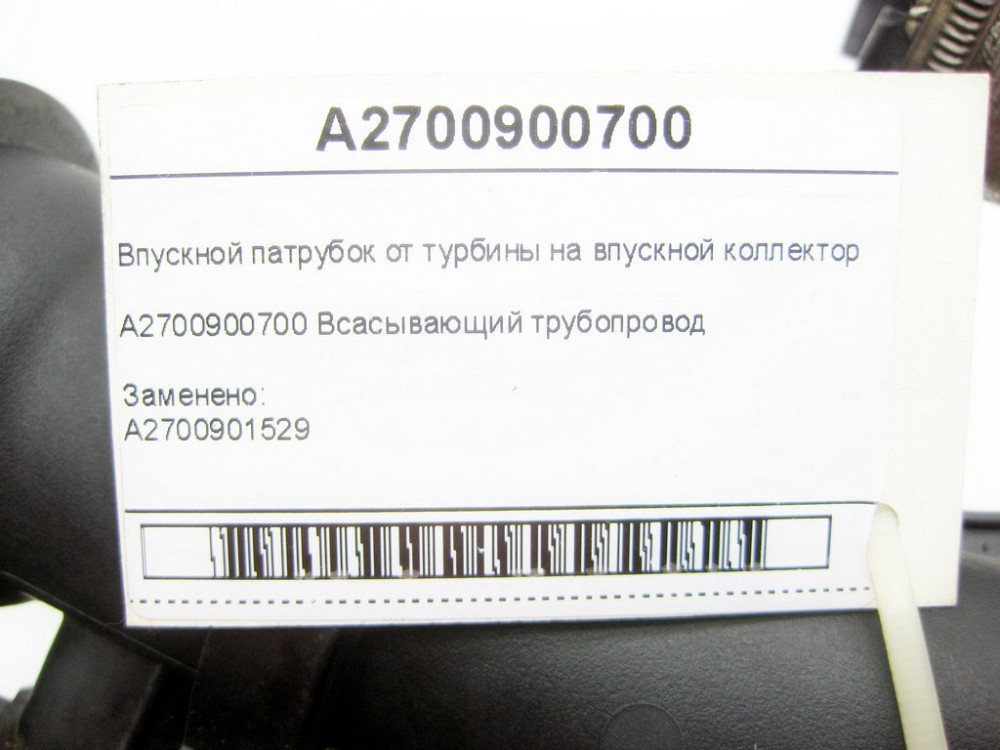 A2700900700
Впускной патрубок от турбины на впускной коллектор
A2700900700 Всасывающий трубопровод
Заменено:
A2700901529